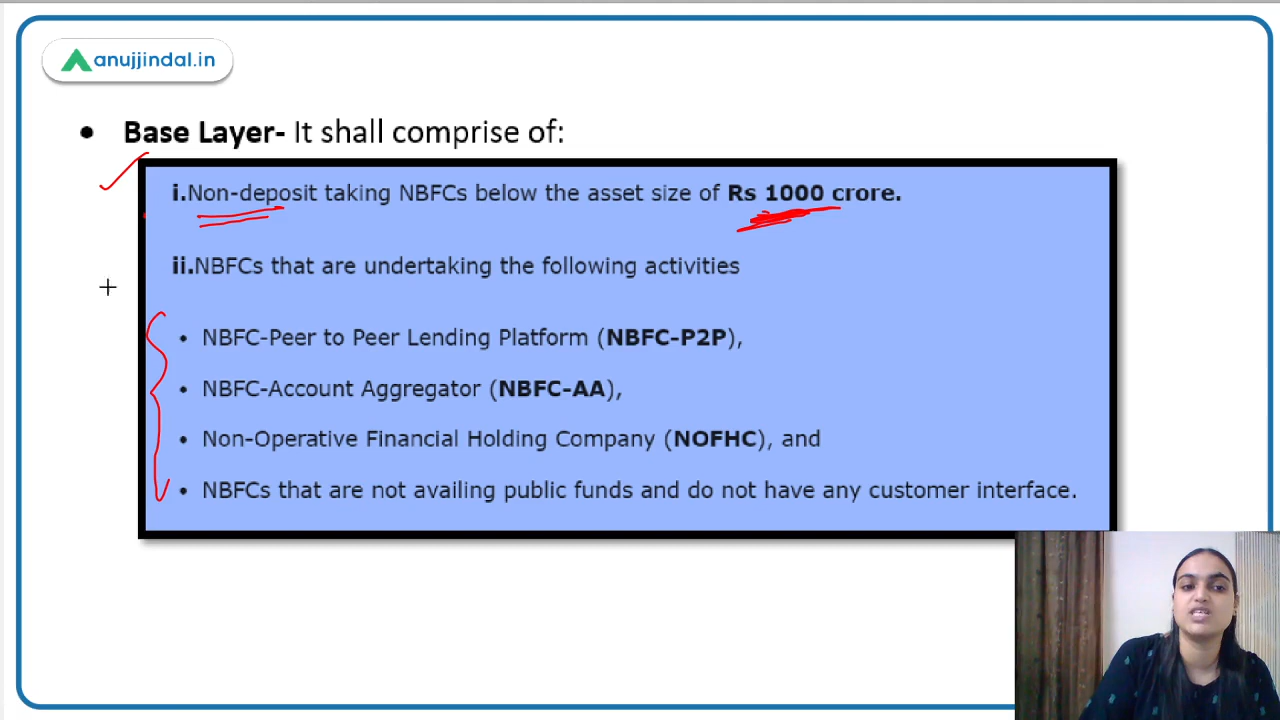 anujjindal.in
• Base Layer- It shall comprise of:
i.Non-deposit taking NBFCs below the asset size of Rs 1000 crore.
ii.NBFCs that are undertaking the following activities
• NBFC-Peer to Peer Lending Platform (NBFC-P2P),
• NBFC-Account Aggregator (NBFC-AA),
• Non-Operative Financial Holding Company (NOFHC), and
• NBFCs that are not availing public funds and do not have any customer interface.